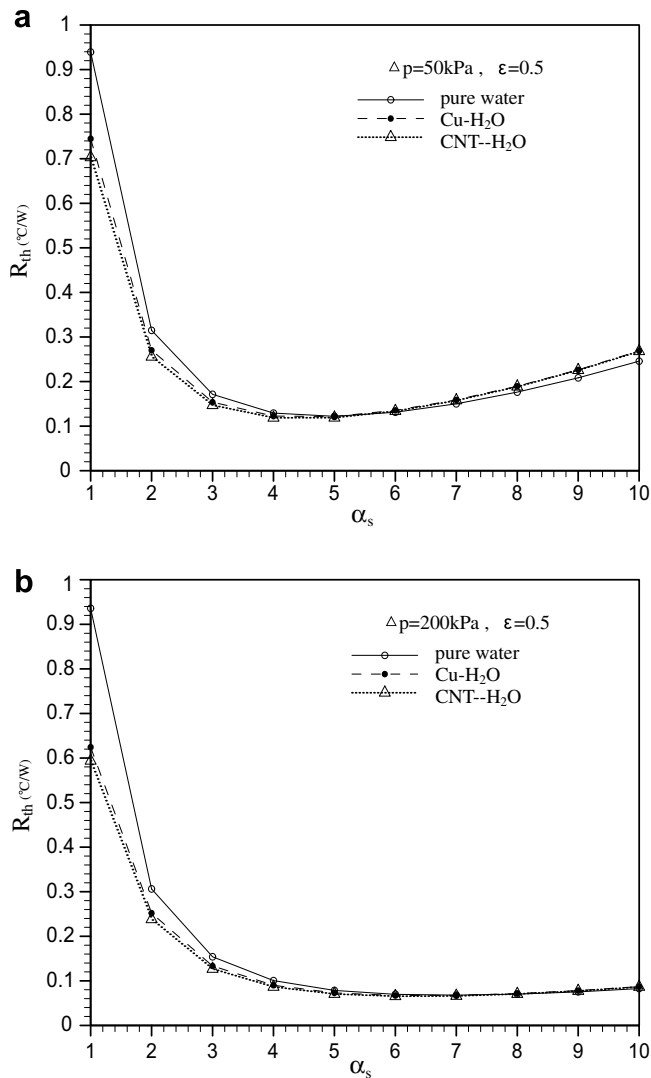 a
1
0.9
0.8
0.7
0.6
0.5
0.4
0.3
0.2
0.1
0
Rth (℃/W)
△p=50kPa , ε=0.5
pure water
Cu-H₂O
CNT--H₂O
1 2 3 4 5 6 7 8 9 10
αs
b
1
0.9
0.8
0.7
0.6
0.5
0.4
0.3
0.2
0.1
0
Rth (℃/W)
△p=200kPa , ε=0.5
pure water
Cu-H₂O
CNT--H₂O
1 2 3 4 5 6 7 8 9 10
αs